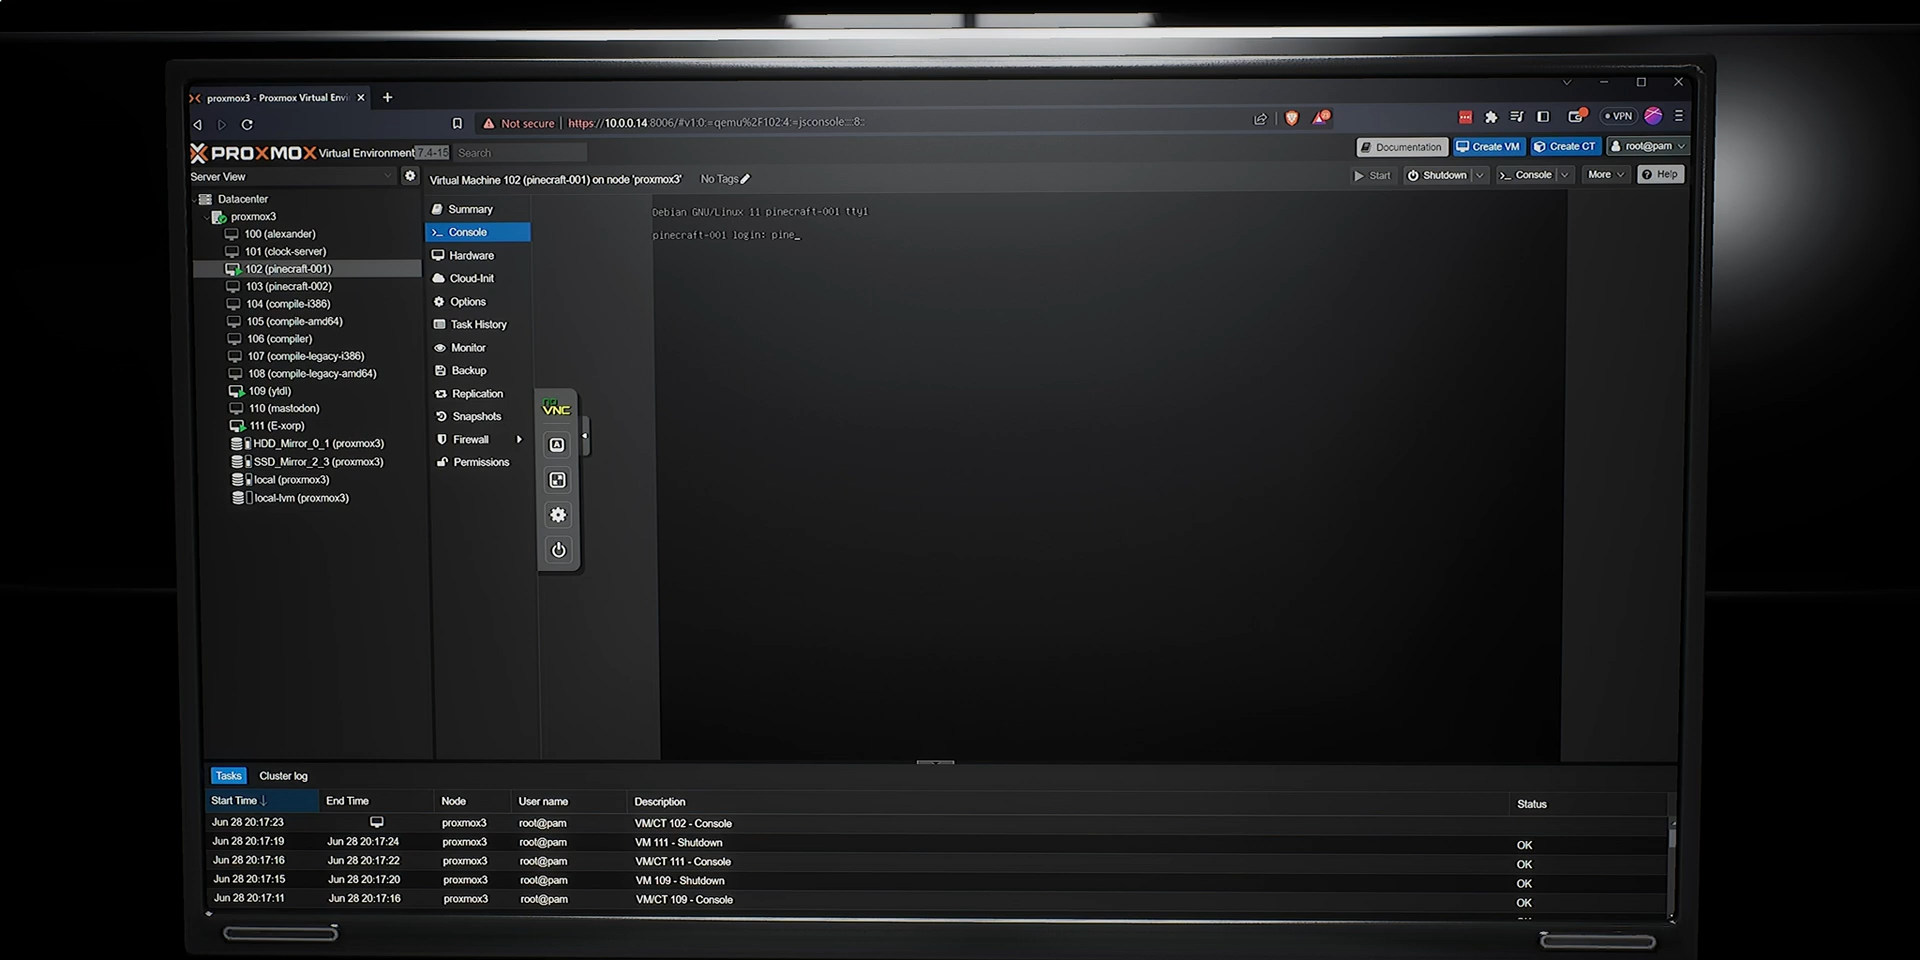 proxmox3 - Proxmox Virtual Envi
Not secure https://10.0.0.14:8006/#v1:0:=qemu%2F102:4:=jsconsole::::8::
VPN
PROXMOX Virtual Environment 7.4-15 Search
Documentation Create VM Create CT root@pam
Server View
Virtual Machine 102 (pinecraft-001) on node 'proxmox3' No Tags
Start Shutdown Console More Help
Datacenter
proxmox3
100 (alexander)
101 (clock-server)
102 (pinecraft-001)
103 (pinecraft-002)
104 (compile-i386)
105 (compile-amd64)
106 (compiler)
107 (compile-legacy-i386)
108 (compile-legacy-amd64)
109 (ytdl)
110 (mastodon)
111 (E-xorp)
HDD_Mirror_0_1 (proxmox3)
SSD_Mirror_2_3 (proxmox3)
local (proxmox3)
local-lvm (proxmox3)
Summary
Console
Hardware
Cloud-Init
Options
Task History
Monitor
Backup
Replication
Snapshots
Firewall
Permissions
no
VNC
A
Debian GNU/Linux 11 pinecraft-001 tty1
pinecraft-001 login: pine_
Tasks Cluster log
Start Time End Time Node User name Description Status
Jun 28 20:17:23 proxmox3 root@pam VM/CT 102 - Console
Jun 28 20:17:19 Jun 28 20:17:24 proxmox3 root@pam VM 111 - Shutdown OK
Jun 28 20:17:16 Jun 28 20:17:22 proxmox3 root@pam VM/CT 111 - Console OK
Jun 28 20:17:15 Jun 28 20:17:20 proxmox3 root@pam VM 109 - Shutdown OK
Jun 28 20:17:11 Jun 28 20:17:16 proxmox3 root@pam VM/CT 109 - Console OK